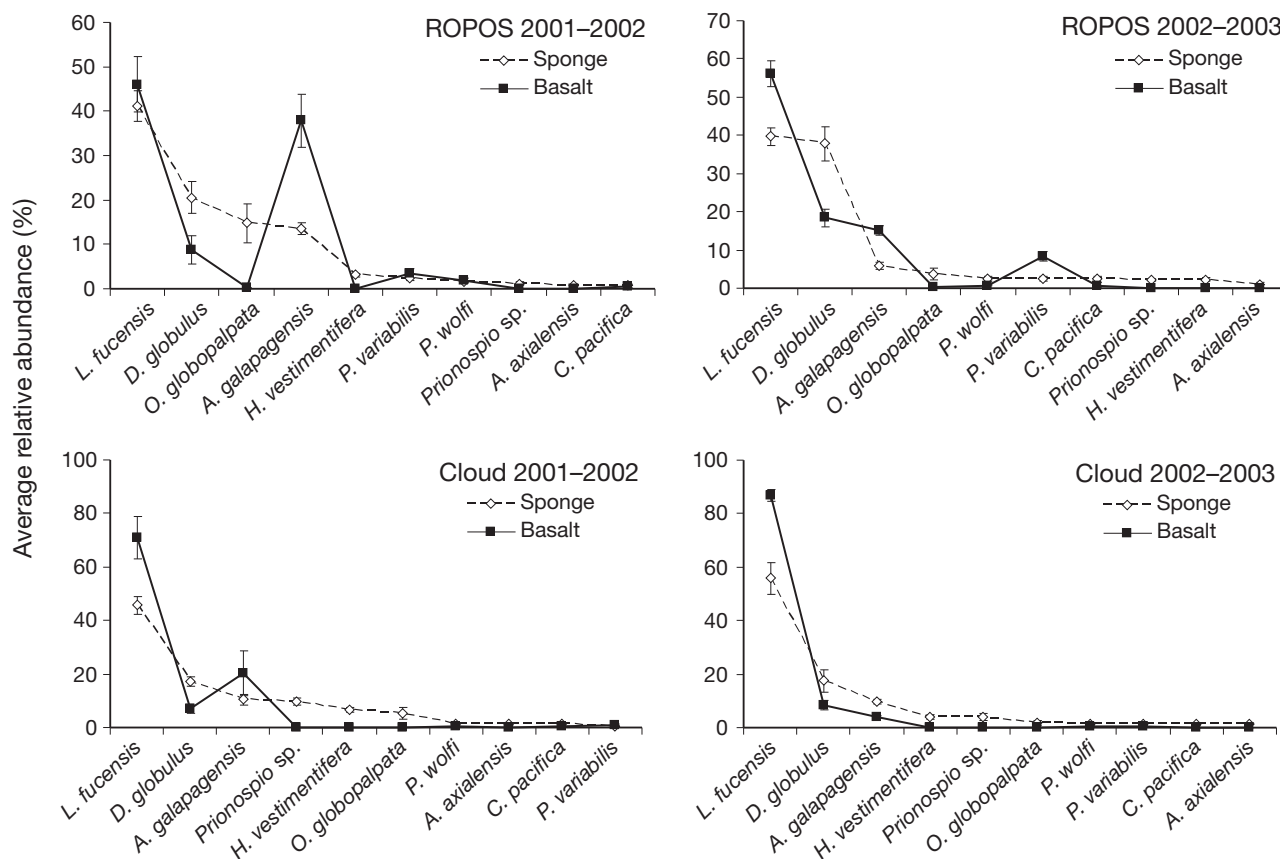 Average relative abundance (%)
ROPOS 2001–2002
Sponge
Basalt
60
50
40
30
20
10
0
L. fucensis
D. globulus
O. globopalpata
A. galapagensis
H. vestimentifera
P. variabilis
P. wolfi
Prionospio sp.
A. axialensis
C. pacifica
ROPOS 2002–2003
Sponge
Basalt
70
60
50
40
30
20
10
0
L. fucensis
D. globulus
A. galapagensis
O. globopalpata
P. wolfi
P. variabilis
C. pacifica
Prionospio sp.
H. vestimentifera
A. axialensis
Cloud 2001–2002
Sponge
Basalt
100
80
60
40
20
0
L. fucensis
D. globulus
A. galapagensis
Prionospio sp.
H. vestimentifera
O. globopalpata
P. wolfi
A. axialensis
C. pacifica
P. variabilis
Cloud 2002–2003
Sponge
Basalt
100
80
60
40
20
0
L. fucensis
D. globulus
A. galapagensis
H. vestimentifera
Prionospio sp.
O. globopalpata
P. wolfi
P. variabilis
C. pacifica
A. axialensis